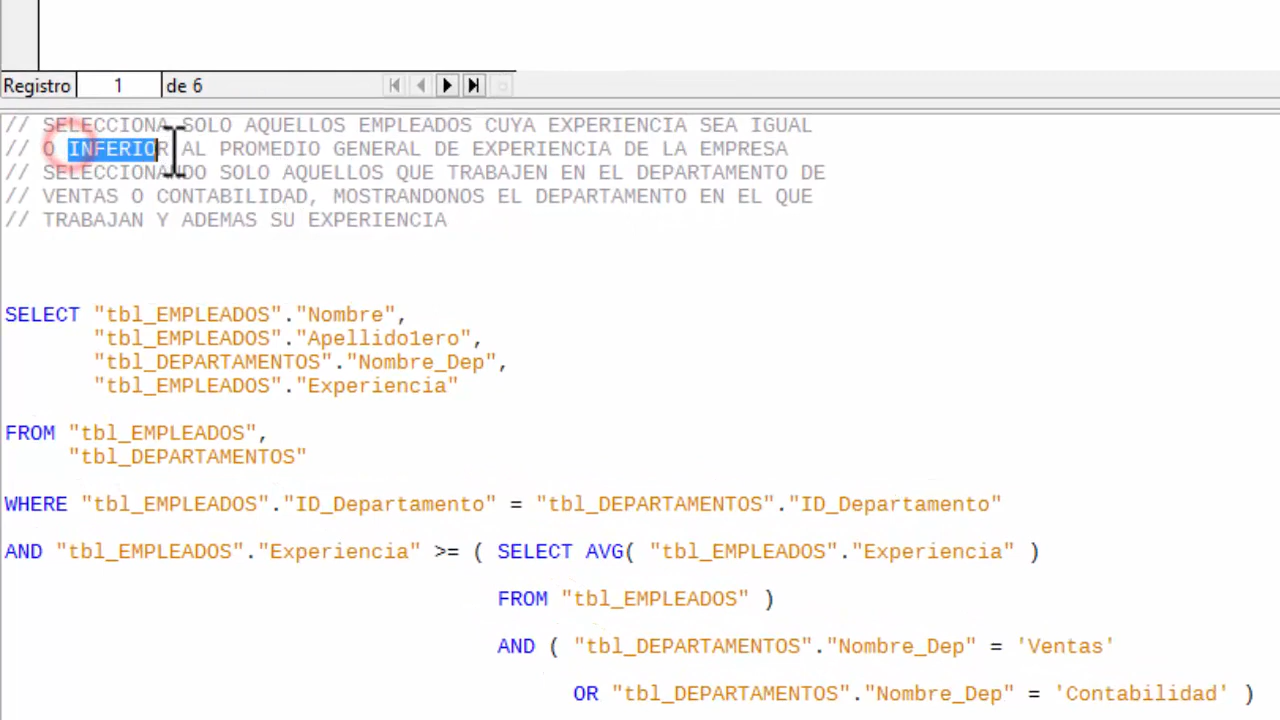 Registro 1 de 6
// SELECCIONA SOLO AQUELLOS EMPLEADOS CUYA EXPERIENCIA SEA IGUAL
// O INFERIOR AL PROMEDIO GENERAL DE EXPERIENCIA DE LA EMPRESA
// SELECCIONANDO SOLO AQUELLOS QUE TRABAJEN EN EL DEPARTAMENTO DE
// VENTAS O CONTABILIDAD, MOSTRANDONOS EL DEPARTAMENTO EN EL QUE
// TRABAJAN Y ADEMAS SU EXPERIENCIA
SELECT "tbl_EMPLEADOS"."Nombre",
"tbl_EMPLEADOS"."Apellido1ero",
"tbl_DEPARTAMENTOS"."Nombre_Dep",
"tbl_EMPLEADOS"."Experiencia"
FROM "tbl_EMPLEADOS",
"tbl_DEPARTAMENTOS"
WHERE "tbl_EMPLEADOS"."ID_Departamento" = "tbl_DEPARTAMENTOS"."ID_Departamento"
AND "tbl_EMPLEADOS"."Experiencia" >= ( SELECT AVG( "tbl_EMPLEADOS"."Experiencia" )
FROM "tbl_EMPLEADOS" )
AND ( "tbl_DEPARTAMENTOS"."Nombre_Dep" = 'Ventas'
OR "tbl_DEPARTAMENTOS"."Nombre_Dep" = 'Contabilidad' )